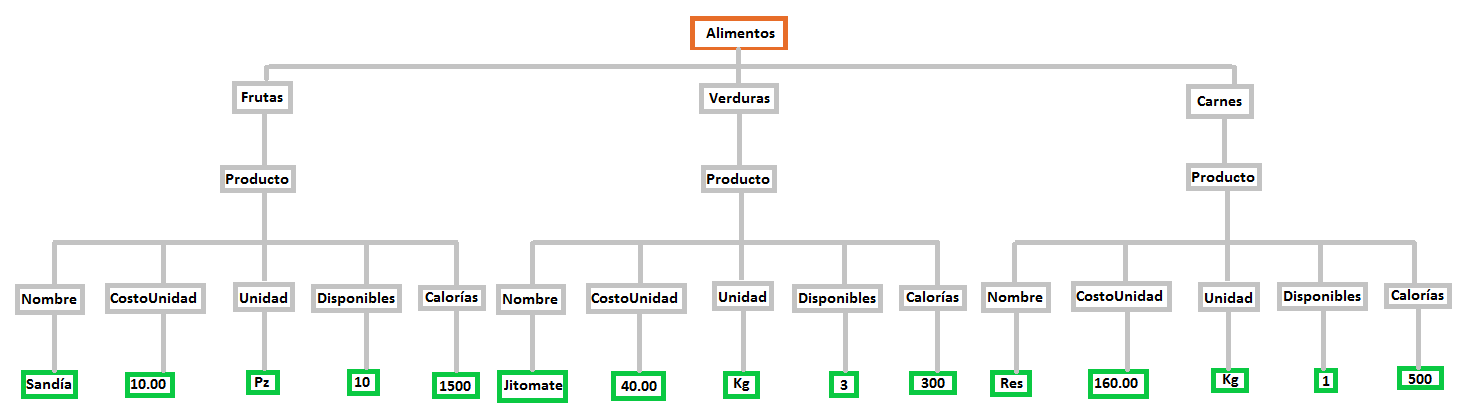 Alimentos
Frutas
Verduras
Carnes
Producto
Producto
Producto
Nombre
CostoUnidad
Unidad
Disponibles
Calorías
Nombre
CostoUnidad
Unidad
Disponibles
Calorías
Nombre
CostoUnidad
Unidad
Disponibles
Calorías
Sandía
10.00
Pz
10
1500
Jitomate
40.00
Kg
3
300
Res
160.00
Kg
1
500